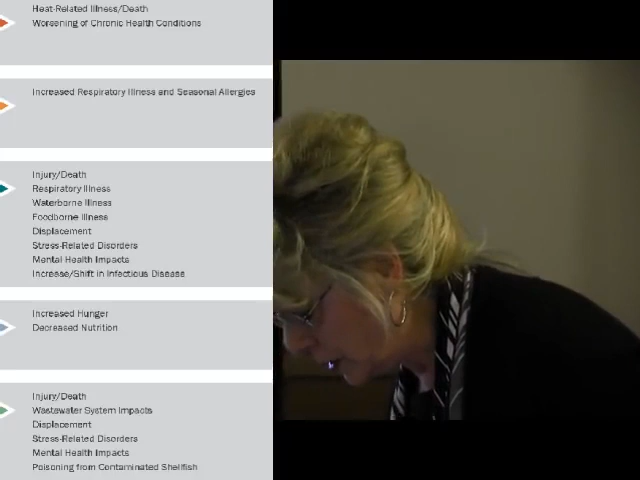 Heat-Related Illness/Death
Worsening of Chronic Health Conditions
Increased Respiratory Illness and Seasonal Allergies
Injury/Death
Respiratory Illness
Waterborne Illness
Foodborne Illness
Displacement
Stress-Related Disorders
Mental Health Impacts
Increase/Shift in Infectious Disease
Increased Hunger
Decreased Nutrition
Injury/Death
Wastewater System Impacts
Displacement
Stress-Related Disorders
Mental Health Impacts
Poisoning from Contaminated Shellfish